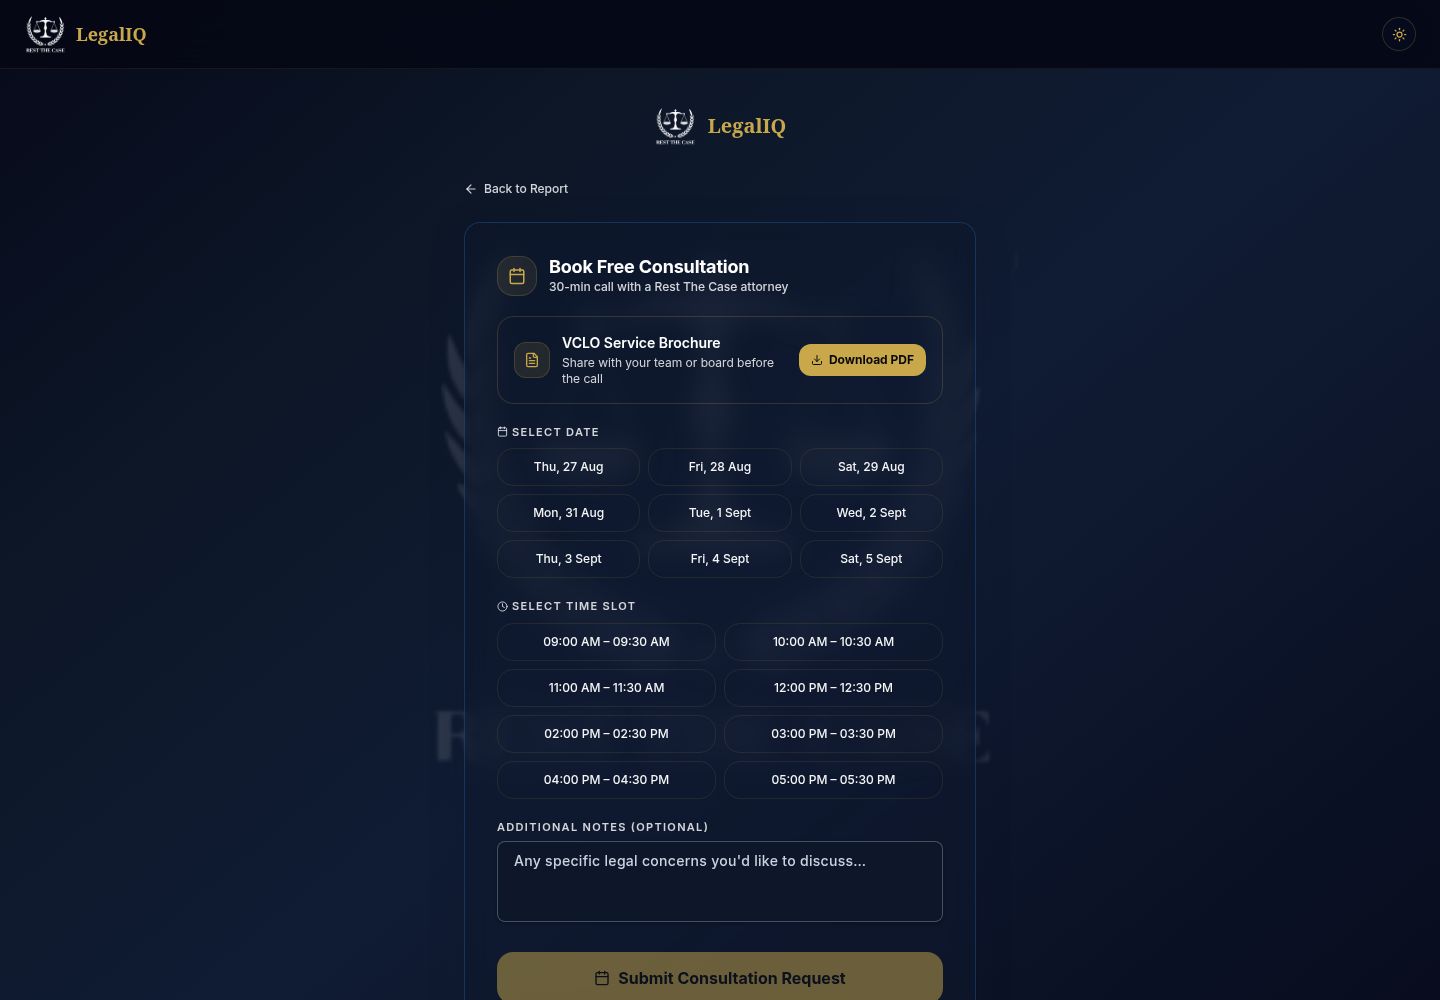 REST THE CASE
LegalIQ
REST THE CASE
LegalIQ
Back to Report
Book Free Consultation
30-min call with a Rest The Case attorney
VCLO Service Brochure
Share with your team or board before
the call
Download PDF
SELECT DATE
Thu, 27 Aug
Fri, 28 Aug
Sat, 29 Aug
Mon, 31 Aug
Tue, 1 Sept
Wed, 2 Sept
Thu, 3 Sept
Fri, 4 Sept
Sat, 5 Sept
SELECT TIME SLOT
09:00 AM – 09:30 AM
10:00 AM – 10:30 AM
11:00 AM – 11:30 AM
12:00 PM – 12:30 PM
02:00 PM – 02:30 PM
03:00 PM – 03:30 PM
04:00 PM – 04:30 PM
05:00 PM – 05:30 PM
ADDITIONAL NOTES (OPTIONAL)
Any specific legal concerns you'd like to discuss...
Submit Consultation Request